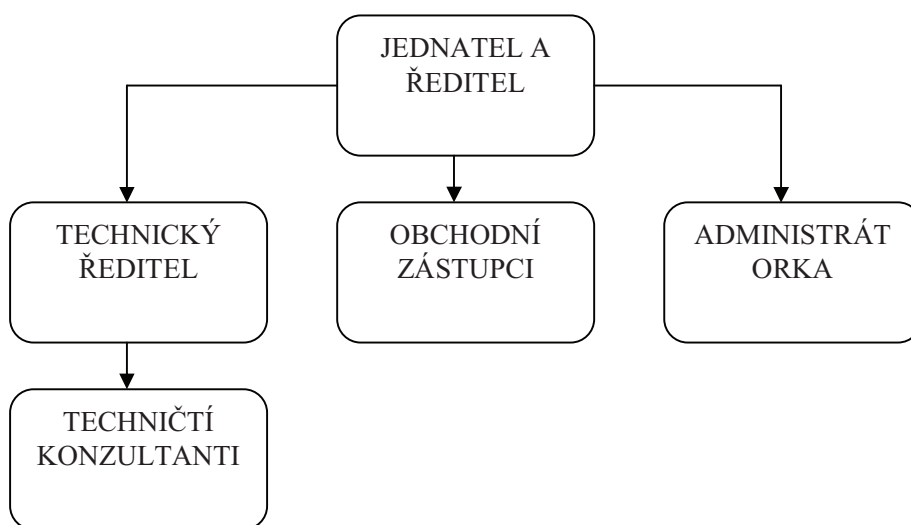 JEDNATEL A
ŘEDITEL
TECHNICKÝ
ŘEDITEL
OBCHODNÍ
ZÁSTUPCI
ADMINISTRÁT
ORKA
TECHNIČTÍ
KONZULTANTI